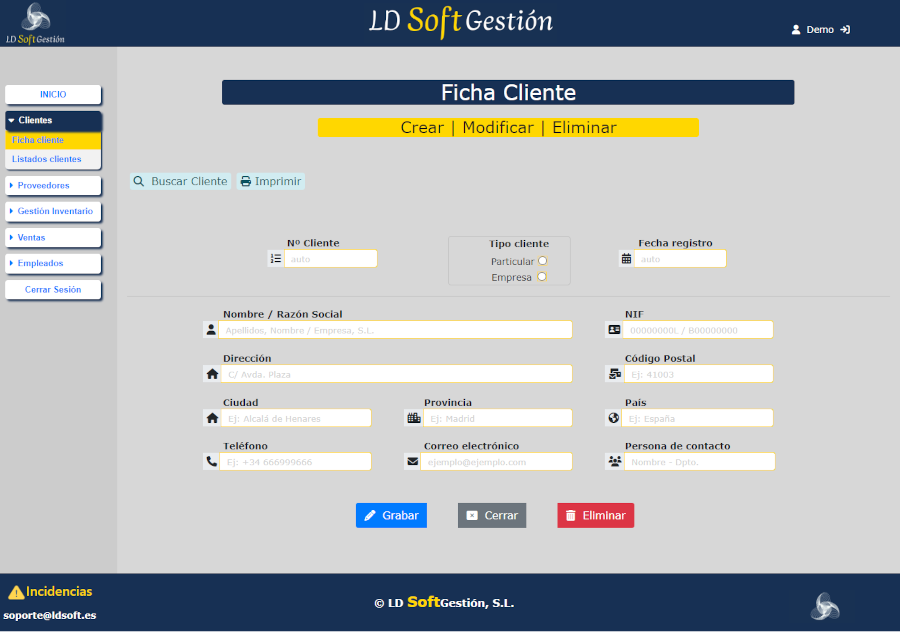 LD SoftGestión
LD SoftGestión
Demo
INICIO
Clientes
Ficha cliente
Listados clientes
Proveedores
Gestión Inventario
Ventas
Empleados
Cerrar Sesión
Ficha Cliente
Crear | Modificar | Eliminar
Buscar Cliente
Imprimir
Nº Cliente
auto
Tipo cliente
Particular
Empresa
Fecha registro
auto
Nombre / Razón Social
Apellidos, Nombre / Empresa, S.L.
NIF
00000000L / B00000000
Dirección
C/ Avda. Plaza
Código Postal
Ej: 41003
Ciudad
Ej: Alcalá de Henares
Provincia
Ej: Madrid
País
Ej: España
Teléfono
Ej: +34 666999666
Correo electrónico
ejemplo@ejemplo.com
Persona de contacto
Nombre - Dpto.
Grabar
Cerrar
Eliminar
Incidencias
soporte@ldsoft.es
© LD SoftGestión, S.L.